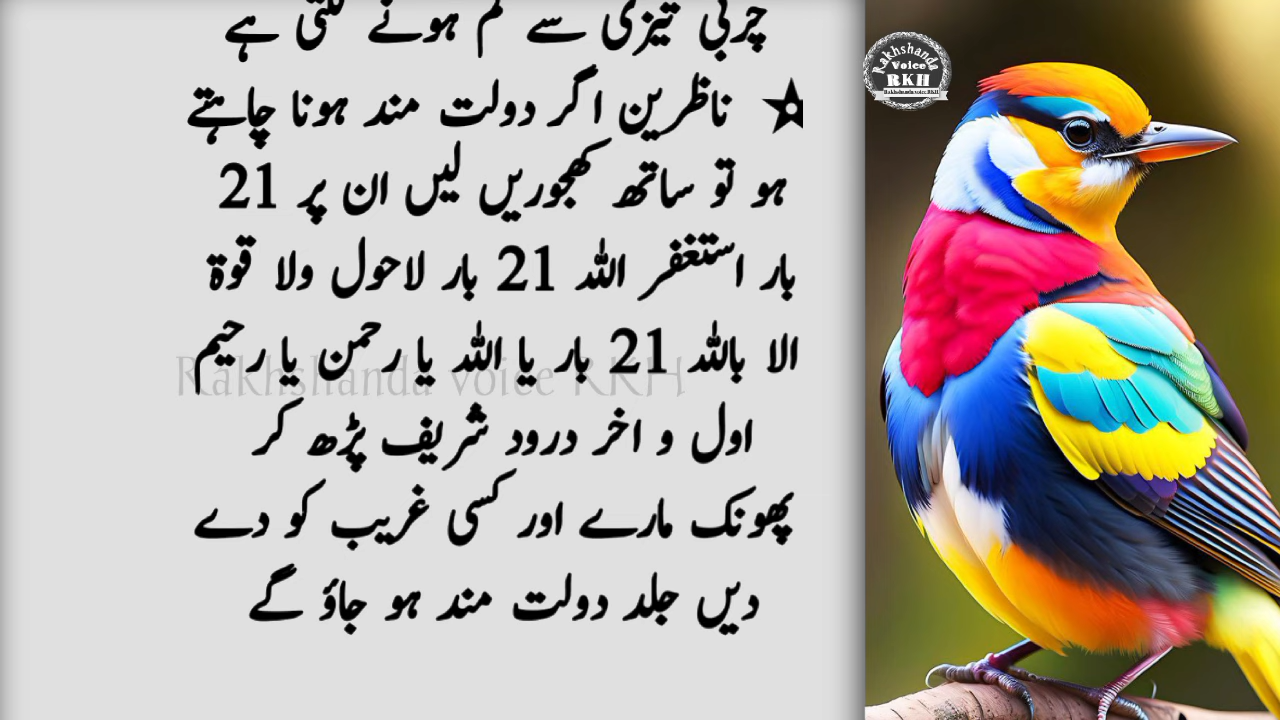 چربی تیزی سے کم ہونے لگتی ہے
ناظرین اگر دولت مند ہونا چاہتے
ہو تو ساتھ کھجوریں لیں ان پر 21
بار استغفر اللہ 21 بار لاحول ولا قوۃ
الا باللہ 21 بار یا اللہ یا رحمن یا رحیم
اول و اخر درود شریف پڑھ کر
پھونک مارے اور کسی غریب کو دے
دیں جلد دولت مند ہو جاؤ گے
Rakhshanda voice RKH
Rakhshanda
Voice
RKH
Rakhshanda voice RKH